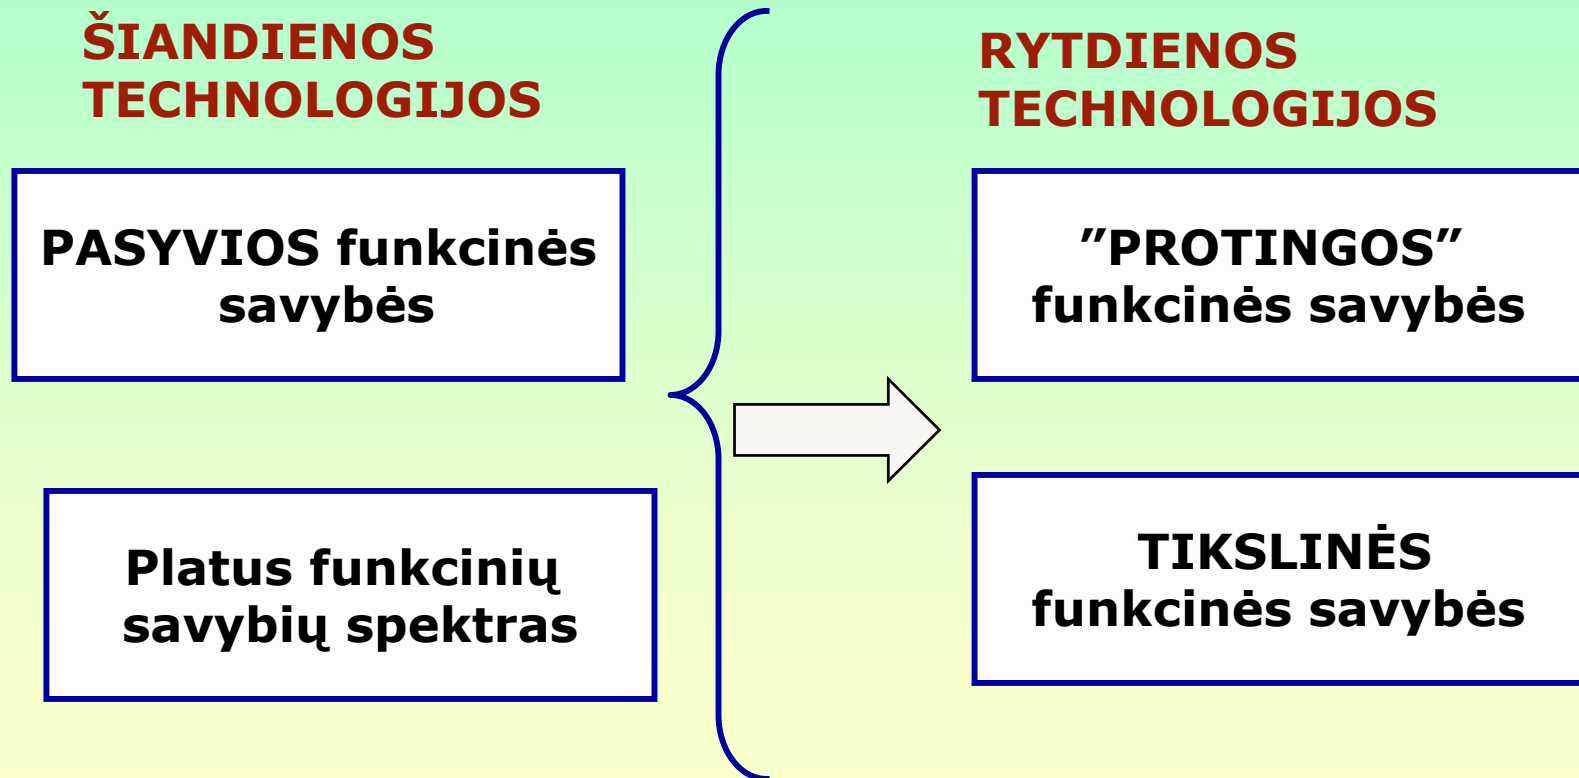 ŠIANDIENOS
TECHNOLOGIJOS
PASYVIOS funkcinės
savybės
Platus funkcinių
savybių spektras
RYTDIENOS
TECHNOLOGIJOS
”PROTINGOS”
funkcinės savybės
TIKSLINĖS
funkcinės savybės